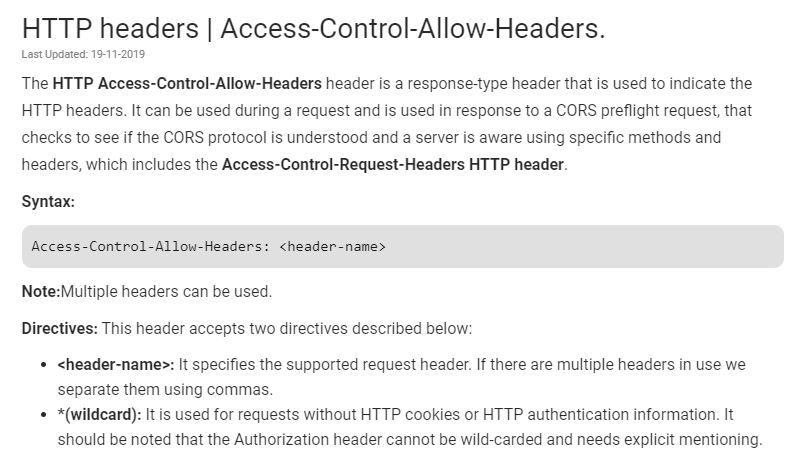 HTTP headers | Access-Control-Allow-Headers.
Last Updated: 19-11-2019
The HTTP Access-Control-Allow-Headers header is a response-type header that is used to indicate the
HTTP headers. It can be used during a request and is used in response to a CORS preflight request, that
checks to see if the CORS protocol is understood and a server is aware using specific methods and
headers, which includes the Access-Control-Request-Headers HTTP header.
Syntax:
Access-Control-Allow-Headers: <header-name>
Note:Multiple headers can be used.
Directives: This header accepts two directives described below:
• <header-name>: It specifies the supported request header. If there are multiple headers in use we
separate them using commas.
• *(wildcard): It is used for requests without HTTP cookies or HTTP authentication information. It
should be noted that the Authorization header cannot be wild-carded and needs explicit mentioning.